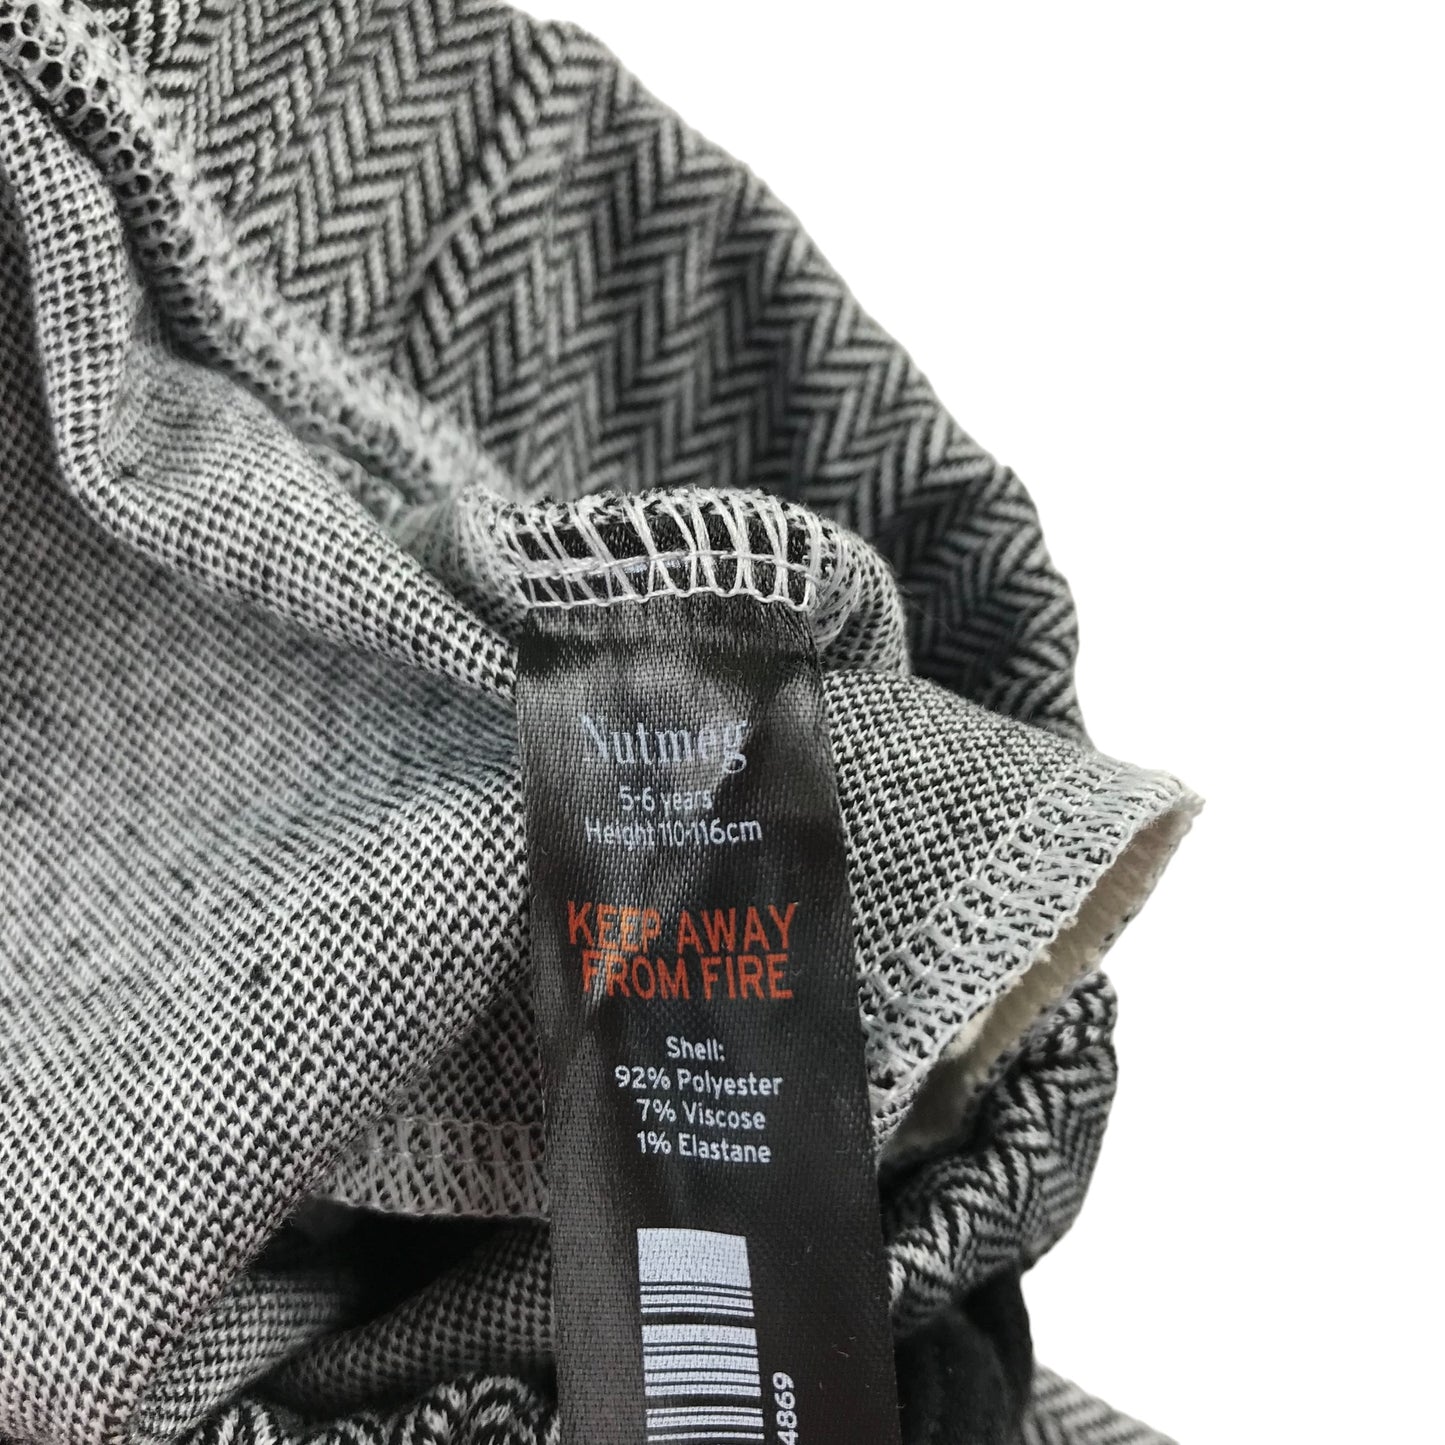 Nutmeg
5-6 years
Height 110-116cm
KEEP AWAY
FROM FIRE
Shell:
92% Polyester
7% Viscose
1% Elastane
4869